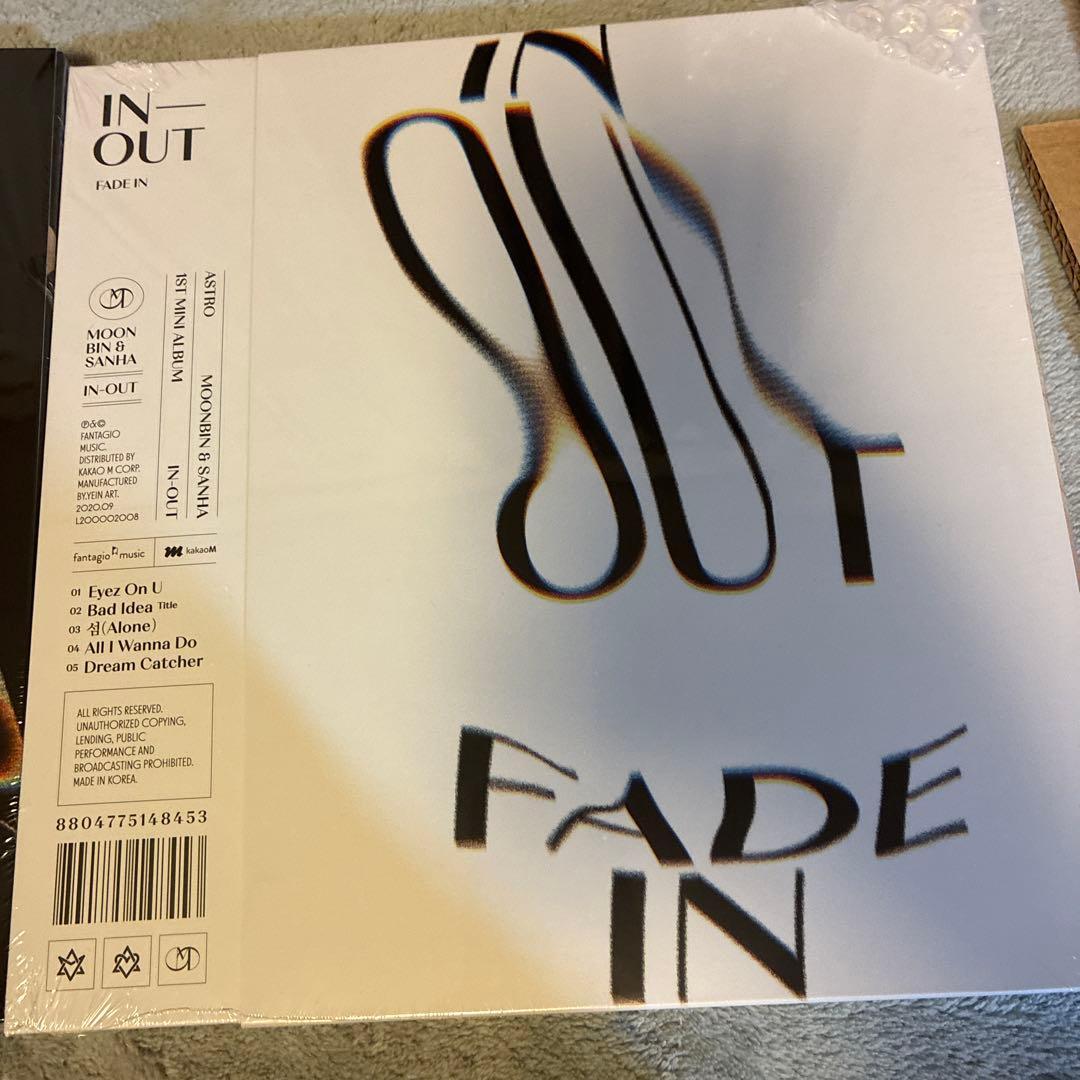 IN—
OUT
FADE IN
MOON
BIN &
SANHA
IN-OUT
℗&©
FANTAGIO
MUSIC.
DISTRIBUTED BY
KAKAO M CORP.
MANUFACTURED
BY.YEIN ART.
2020.09
L200002008
ASTRO MOONBIN & SANHA
1ST MINI ALBUM IN-OUT
fantagio music kakaoM
01 Eyez On U
02 Bad Idea Title
03 섬(Alone)
04 All I Wanna Do
05 Dream Catcher
ALL RIGHTS RESERVED.
UNAUTHORIZED COPYING,
LENDING, PUBLIC
PERFORMANCE AND
BROADCASTING PROHIBITED.
MADE IN KOREA.
8804775148453
IN
OUT
FADE
IN